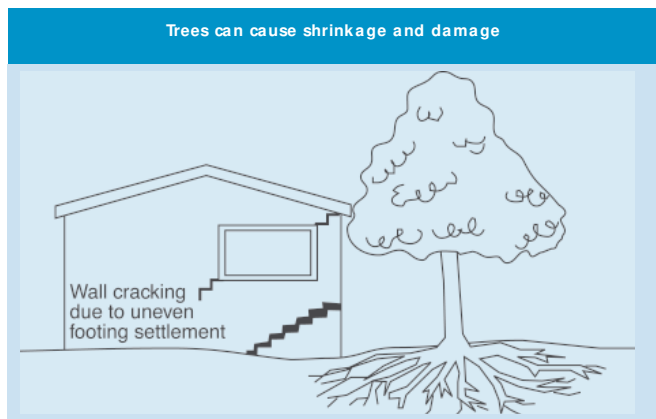 Trees can cause shrinkage and damage
Wall cracking
due to uneven
footing settlement